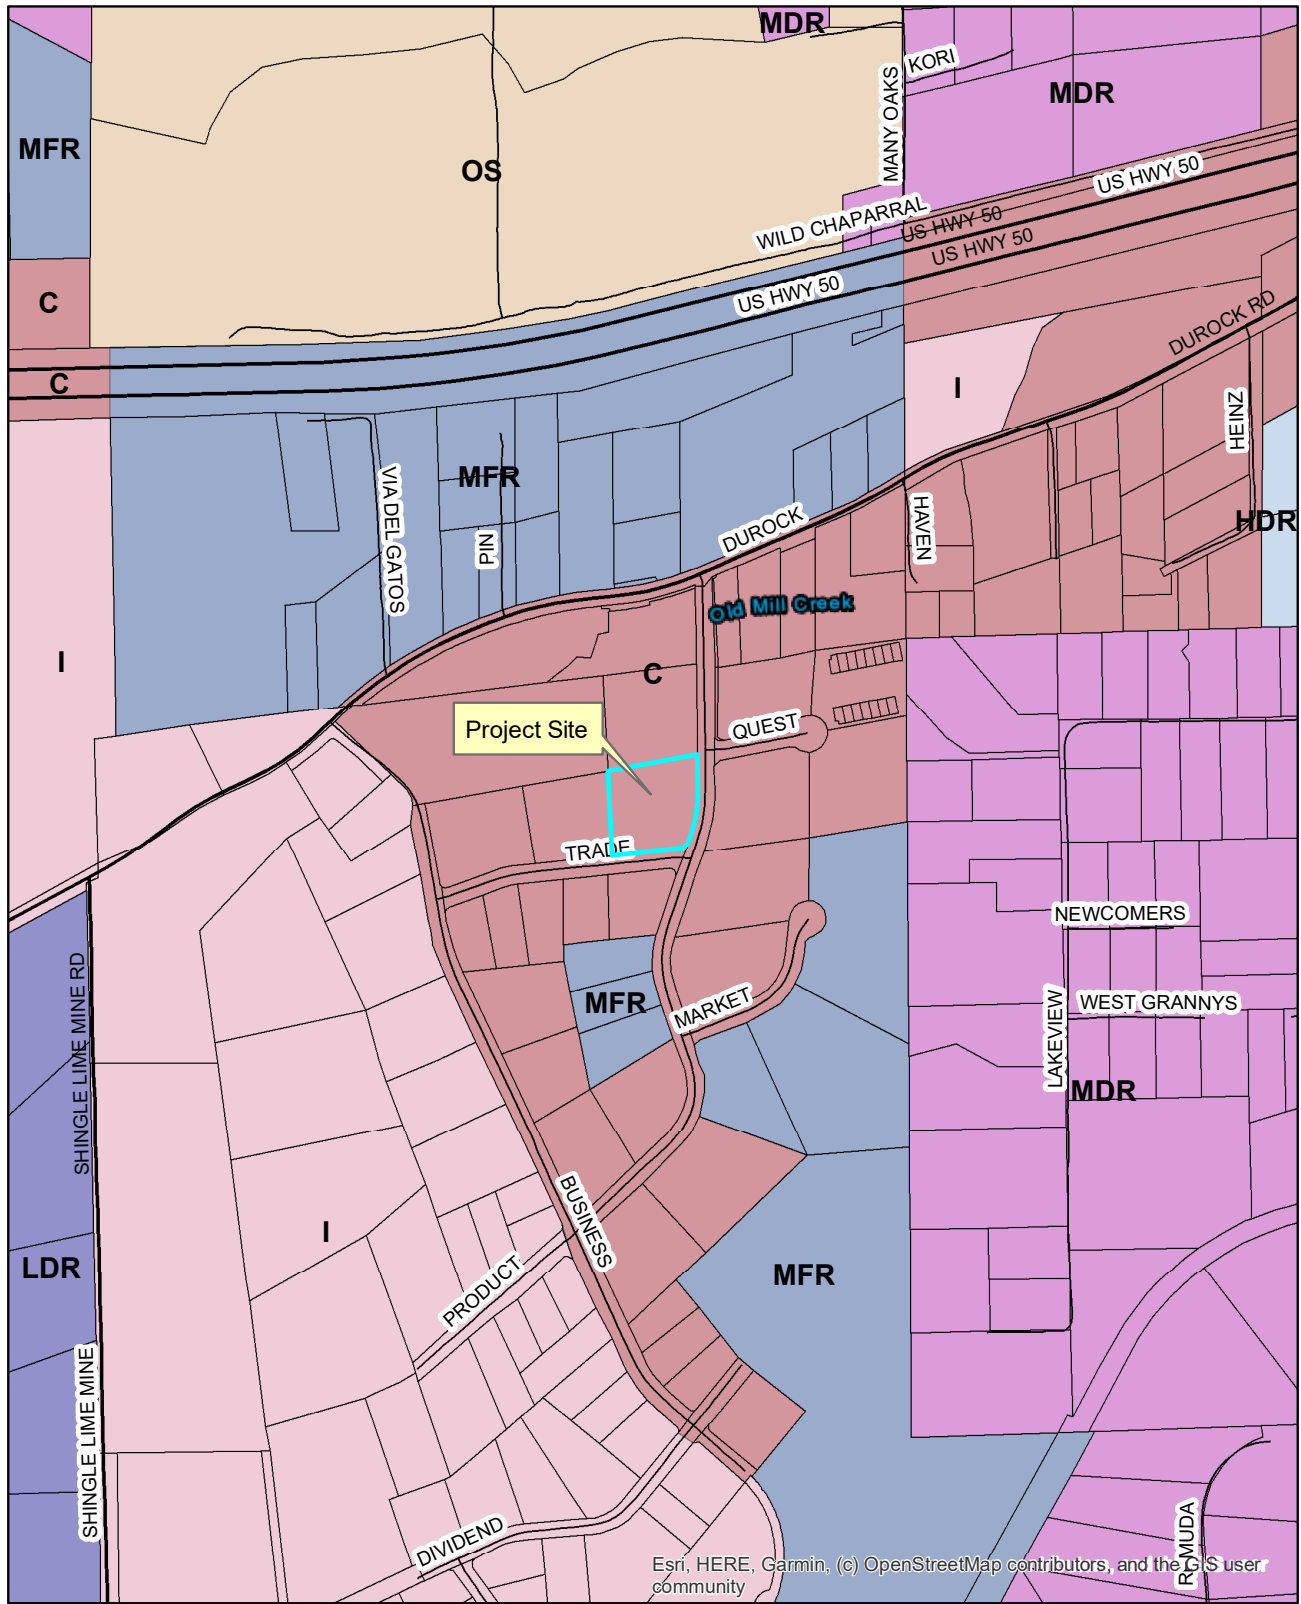 MDR
KORI
MANY OAKS
MDR
MFR
OS
US HWY 50
WILD CHAPARRAL
US HWY 50
US HWY 50
US HWY 50
C
DUROCK RD
C
I
HEINZ
MFR
VIA DEL GATOS
PIN
DUROCK
HAVEN
HDR
Old Mill Creek
I
C
Project Site
QUEST
TRADE
NEWCOMERS
SHINGLE LIME MINE RD
MFR
MARKET
WEST GRANNYS
LAKEVIEW
MDR
BUSINESS
I
LDR
MFR
PRODUCT
SHINGLE LIME MINE
DIVIDEND
Esri, HERE, Garmin, (c) OpenStreetMap contributors, and the GIS user
community